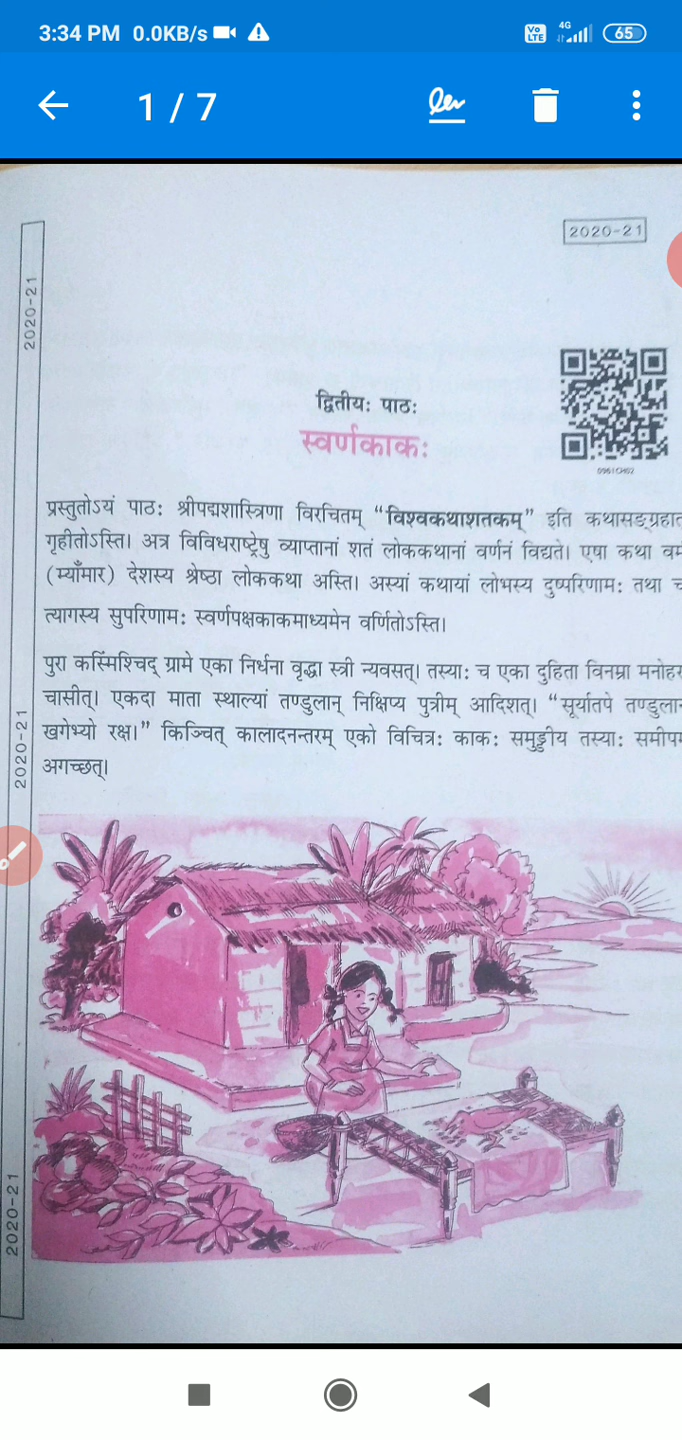 3:34 PM 0.0KB/s 4G Vo LTE 65
1 / 7
2020-21
2020-21
द्वितीयः पाठः
स्वर्णकाकः
0961CH02
प्रस्तुतोऽयं पाठः श्रीपद्मशास्त्रिणा विरचितम् “विश्वकथाशतकम्” इति कथासङ्ग्रहात
गृहीतोऽस्ति। अत्र विविधराष्ट्रेषु व्याप्तानां शतं लोककथानां वर्णनं विद्यते। एषा कथा वर्म
(म्याँमार) देशस्य श्रेष्ठा लोककथा अस्ति। अस्यां कथायां लोभस्य दुष्परिणामः तथा च
त्यागस्य सुपरिणामः स्वर्णपक्षकाकमाध्यमेन वर्णितोऽस्ति।
पुरा कस्मिंश्चिद् ग्रामे एका निर्धना वृद्धा स्त्री न्यवसत्। तस्याः च एका दुहिता विनम्रा मनोहर
चासीत्। एकदा माता स्थाल्यां तण्डुलान् निक्षिप्य पुत्रीम् आदिशत्। “सूर्यातपे तण्डुलान
खगेभ्यो रक्ष।” किञ्चित् कालादनन्तरम् एको विचित्रः काकः समुड्डीय तस्याः समीपम
अगच्छत्।
2020-21
2020-21